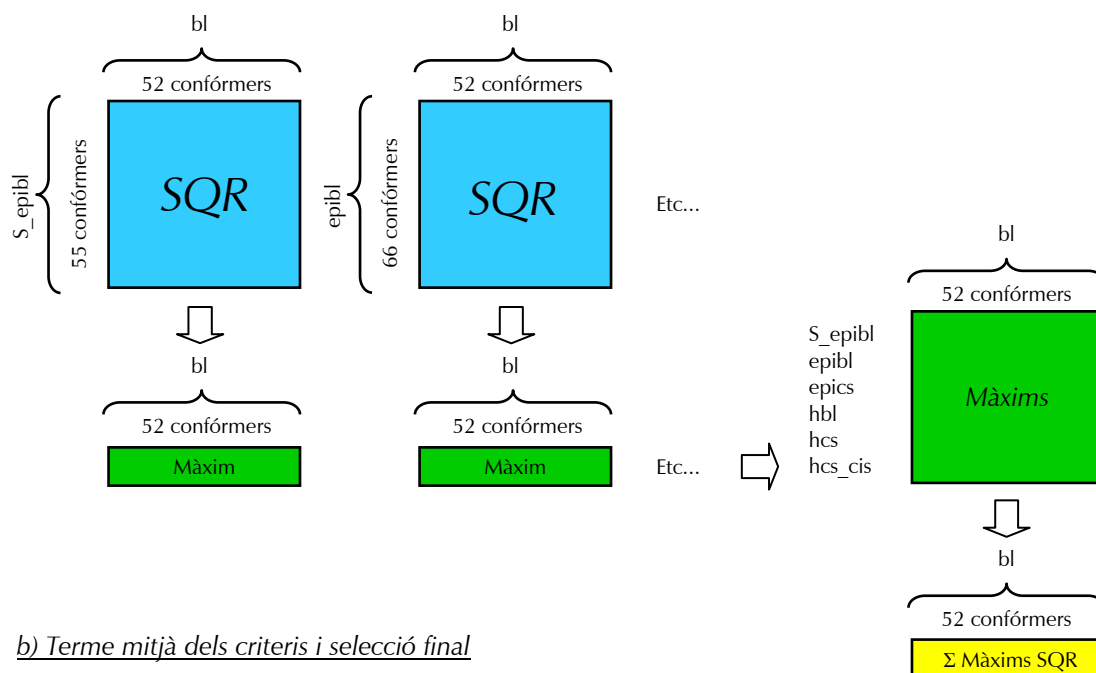 bl
52 confórmers
S_epibl
55 confórmers
SQR
bl
52 confórmers
epibl
66 confórmers
SQR
Etc...
bl
52 confórmers
Màxim
bl
52 confórmers
Màxim
Etc...
S_epibl
epibl
epics
hbl
hcs
hcs_cis
bl
52 confórmers
Màxims
bl
52 confórmers
Σ Màxims SQR
b) Terme mitjà dels criteris i selecció final